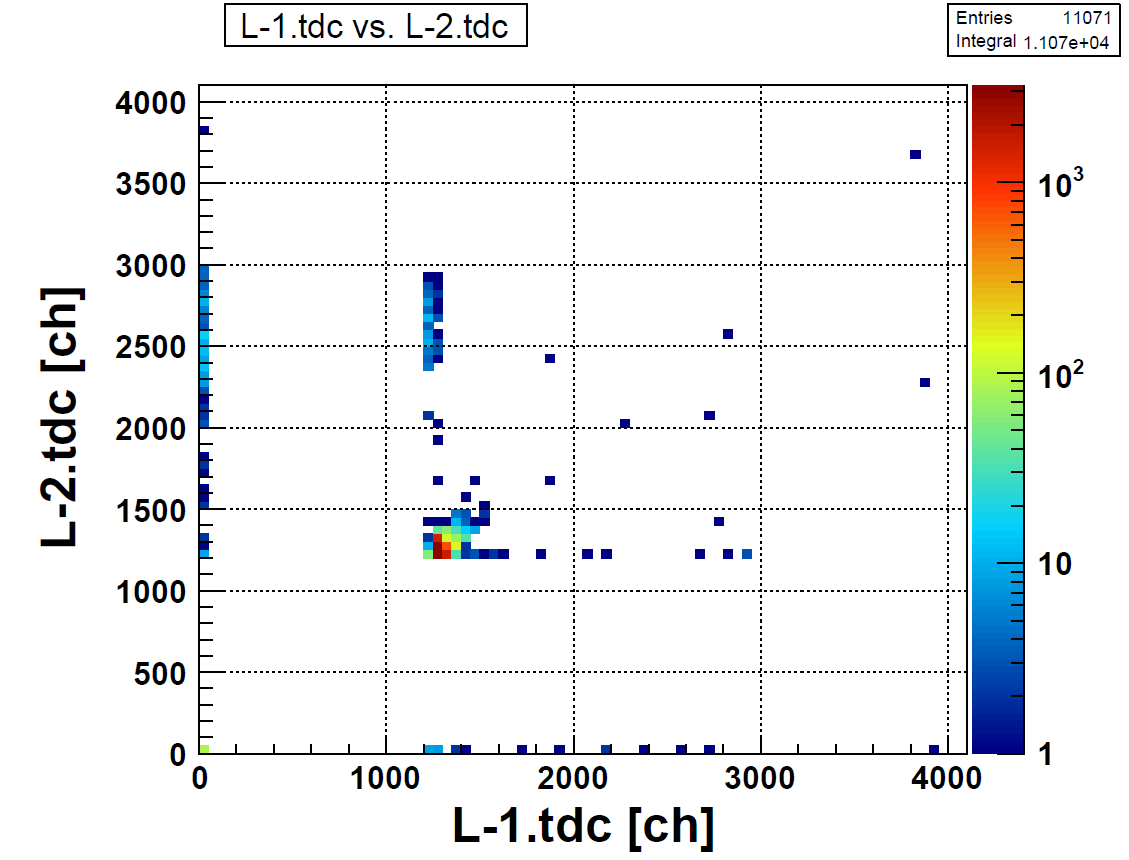 L-1.tdc vs. L-2.tdc
Entries 11071
Integral 1.107e+04
4000
3500
3000
2500
2000
1500
1000
500
0
L-2.tdc [ch]
0 1000 2000 3000 4000
L-1.tdc [ch]
10³
10²
10
1